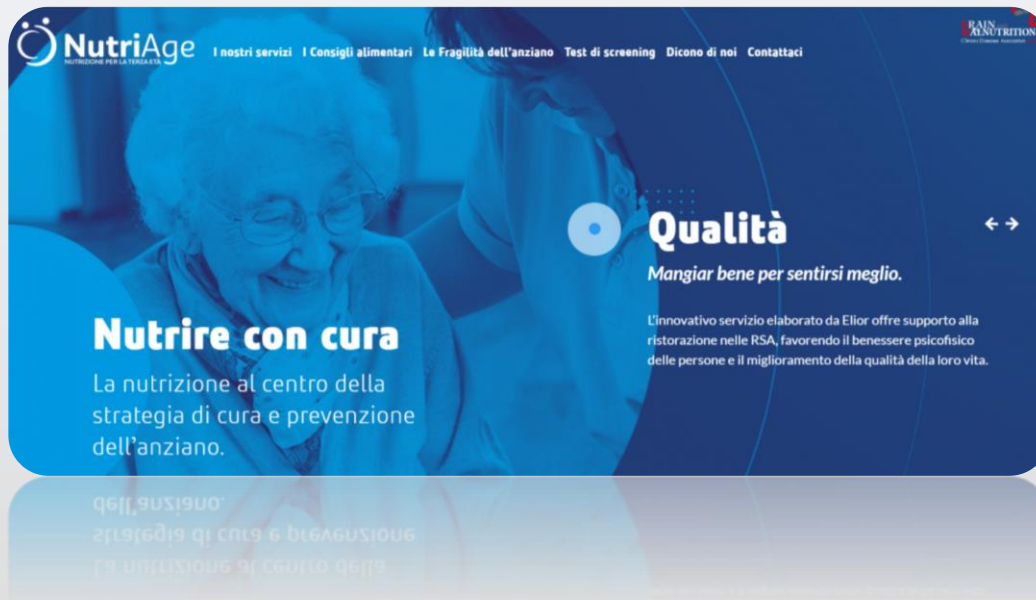 NutriAge
NUTRIZIONE PER LA TERZA ETÀ
I nostri servizi I Consigli alimentari Le Fragilità dell'anziano Test di screening Dicono di noi Contattaci
Nutrire con cura
La nutrizione al centro della
strategia di cura e prevenzione
dell'anziano.
Qualità
Mangiar bene per sentirsi meglio.
L'innovativo servizio elaborato da Elior offre supporto alla
ristorazione nelle RSA, favorendo il benessere psicofisico
delle persone e il miglioramento della qualità della loro vita.